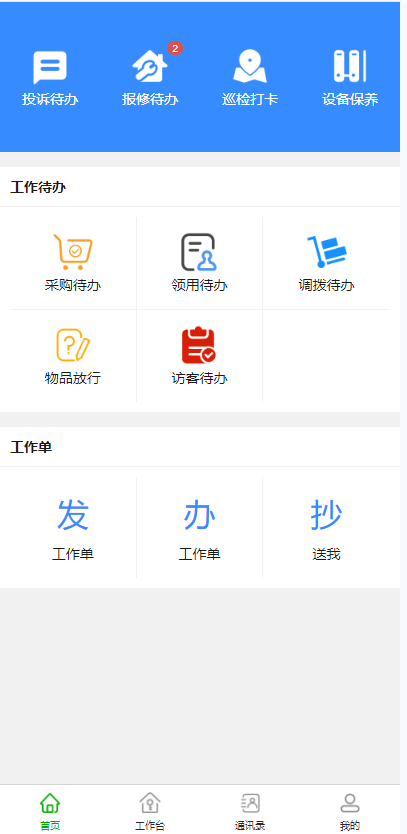 2
投诉待办 报修待办 巡检打卡 设备保养
工作待办
采购待办 领用待办 调拨待办
物品放行 访客待办
工作单
发 办 抄
工作单 工作单 送我
首页 工作台 通讯录 我的